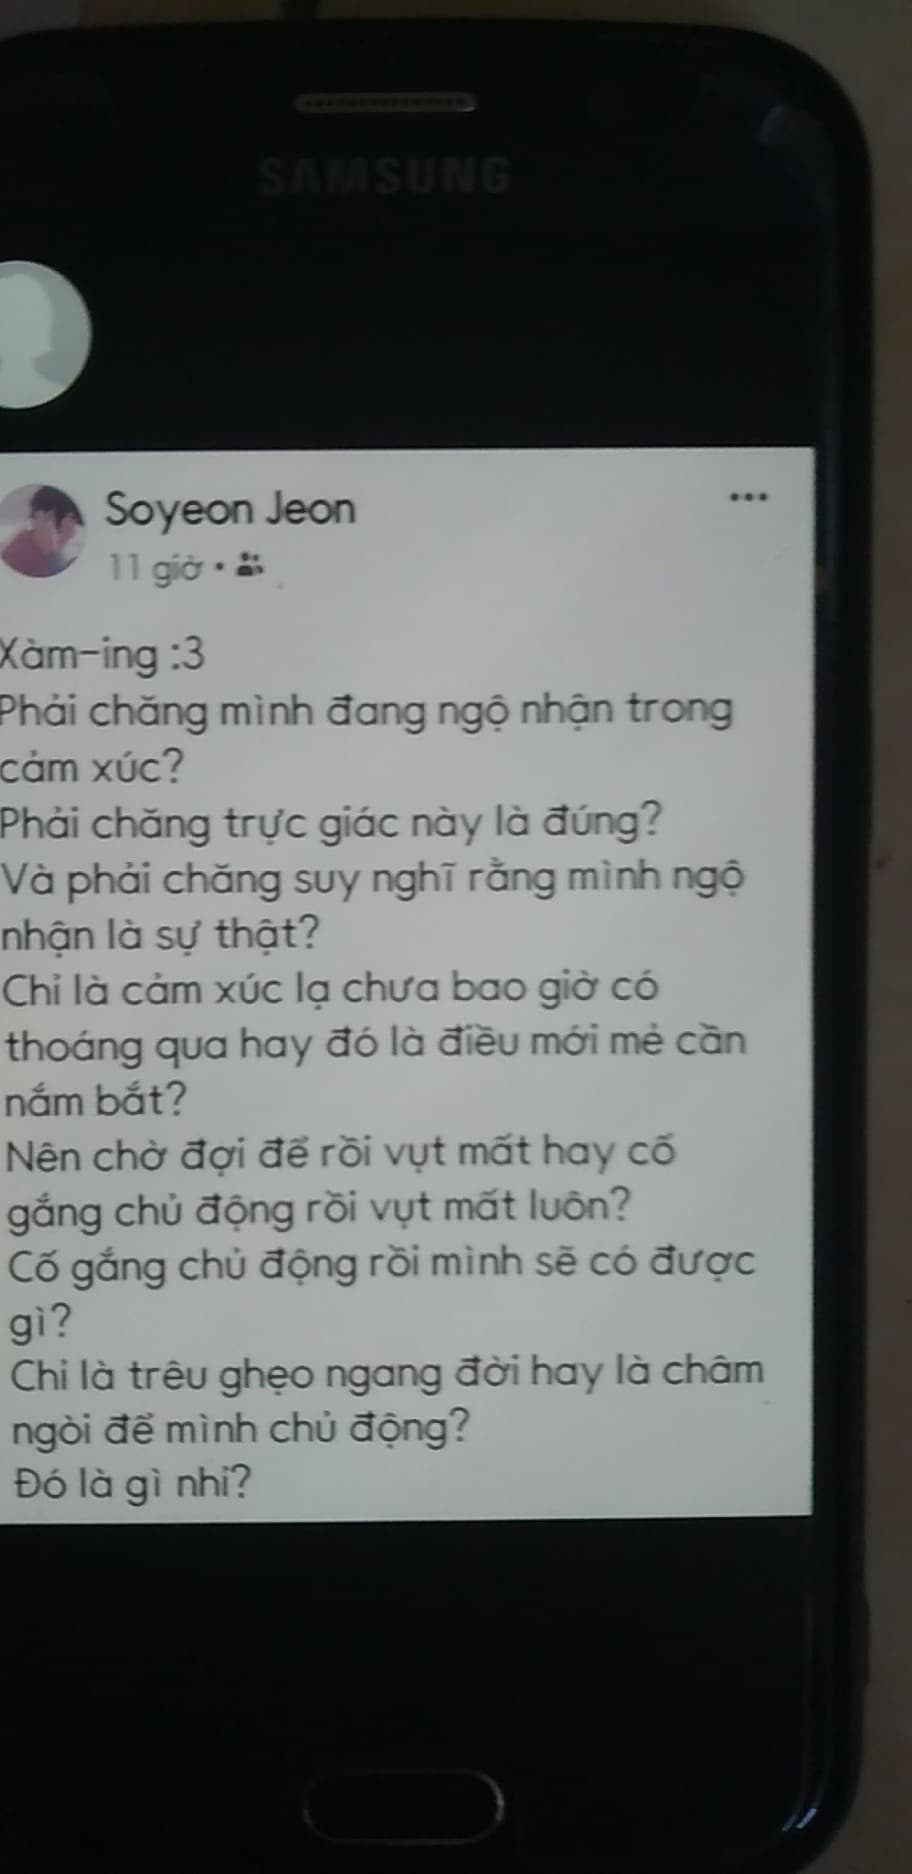 SAMSUNG
Soyeon Jeon
11 giờ •
Xàm-ing :3
Phải chăng mình đang ngộ nhận trong
cảm xúc?
Phải chăng trực giác này là đúng?
Và phải chăng suy nghĩ rằng mình ngộ
nhận là sự thật?
Chỉ là cảm xúc lạ chưa bao giờ có
thoáng qua hay đó là điều mới mẻ cần
nắm bắt?
Nên chờ đợi để rồi vụt mất hay cố
gắng chủ động rồi vụt mất luôn?
Cố gắng chủ động rồi mình sẽ có được
gì?
Chỉ là trêu ghẹo ngang đời hay là châm
ngòi để mình chủ động?
Đó là gì nhỉ?